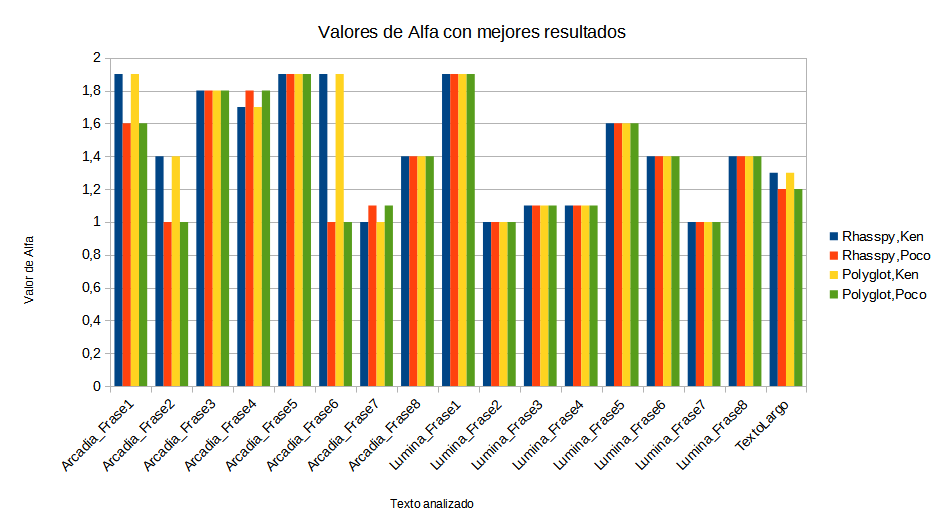 Valores de Alfa con mejores resultados
2
1,8
1,6
1,4
1,2
1
0,8
0,6
0,4
0,2
0
Valor de Alfa
Arcadia_Frase1
Arcadia_Frase2
Arcadia_Frase3
Arcadia_Frase4
Arcadia_Frase5
Arcadia_Frase6
Arcadia_Frase7
Arcadia_Frase8
Lumina_Frase1
Lumina_Frase2
Lumina_Frase3
Lumina_Frase4
Lumina_Frase5
Lumina_Frase6
Lumina_Frase7
Lumina_Frase8
TextoLargo
Texto analizado
Rhasspy,Ken
Rhasspy,Poco
Polyglot,Ken
Polyglot,Poco